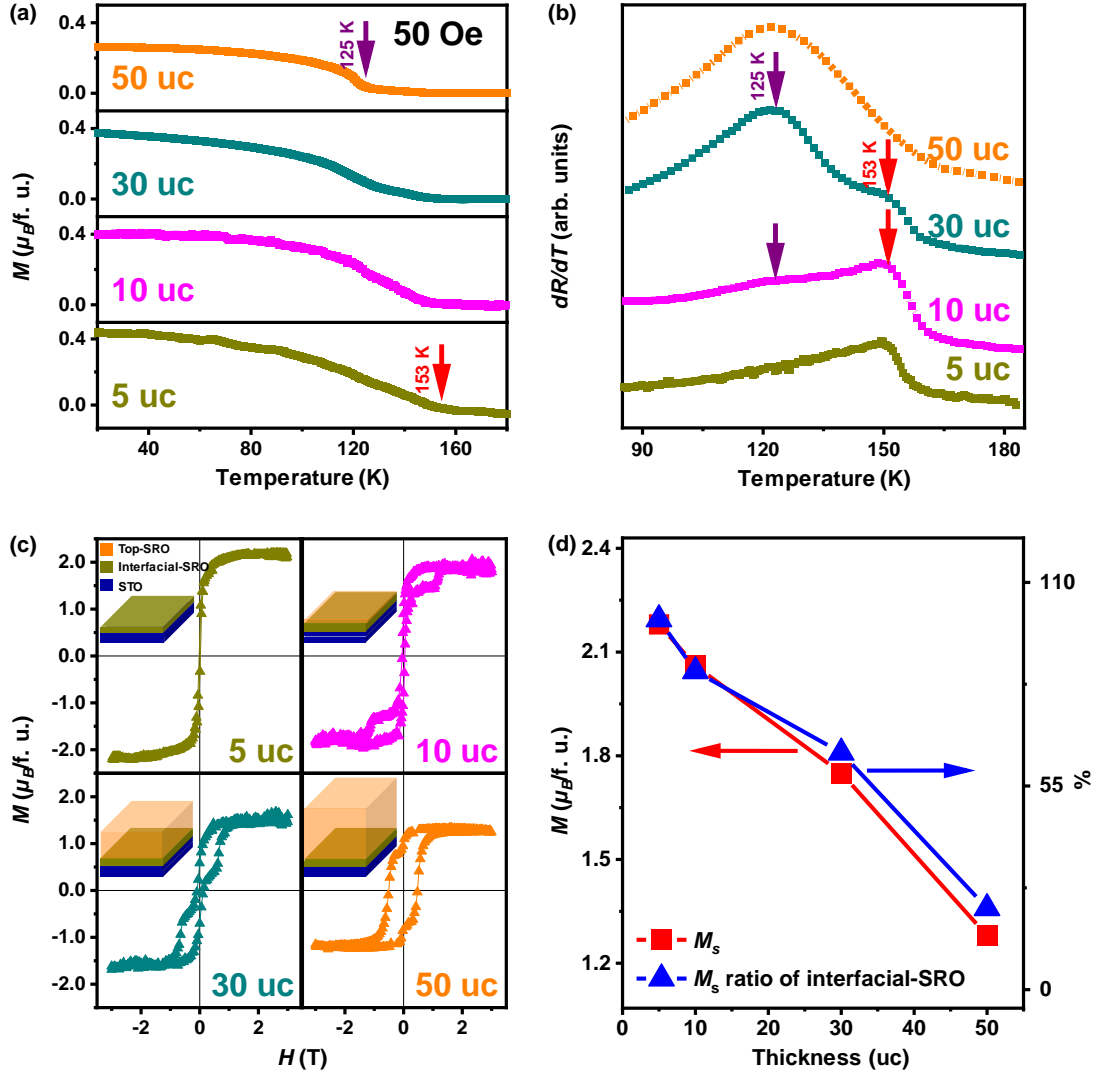 (a)
50 Oe
125 K
50 uc
30 uc
10 uc
153 K
5 uc
0.4
0.0
0.4
0.0
0.4
0.0
0.4
0.0
M (μB/f. u.)
40 80 120 160
Temperature (K)
(b)
125 K
50 uc
153 K
30 uc
10 uc
5 uc
dR/dT (arb. units)
90 120 150 180
Temperature (K)
(c)
Top-SRO
Interfacial-SRO
STO
5 uc
10 uc
30 uc
50 uc
2.0
1.0
0.0
-1.0
-2.0
2.0
1.0
0.0
-1.0
-2.0
M (μB/f. u.)
-2 0 2 -2 0 2
H (T)
(d)
2.4
2.1
1.8
1.5
1.2
M (μB/f. u.)
110
55
0
%
Ms
Ms ratio of interfacial-SRO
0 10 20 30 40 50
Thickness (uc)